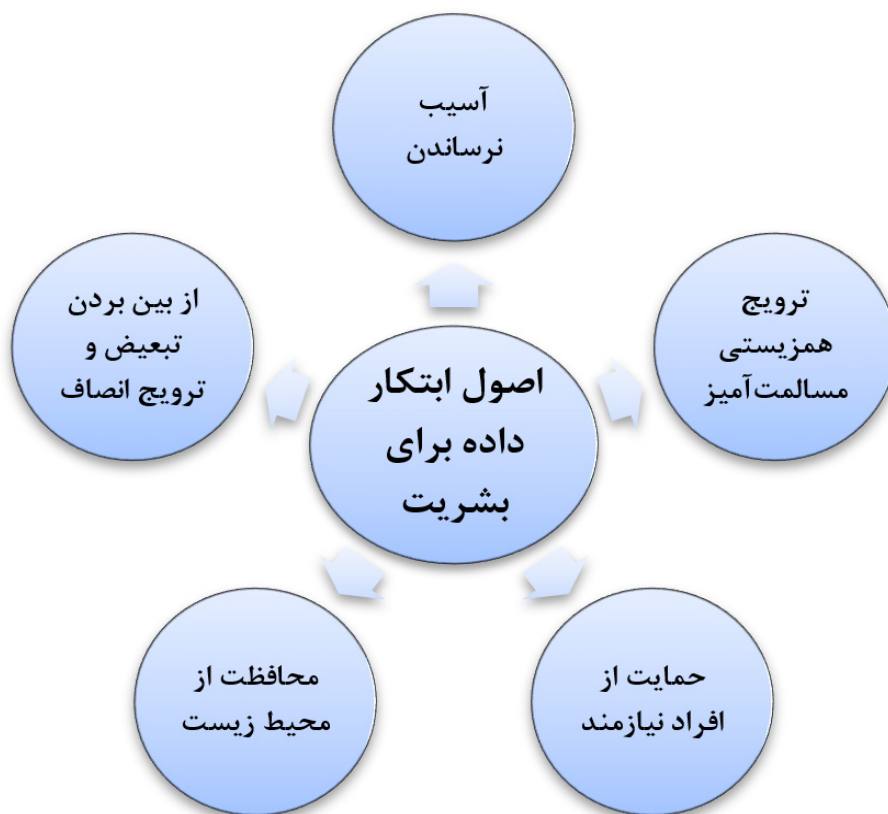 آسیب
نرساندن
ترویج
همزیستی
مسالمت‌آمیز
از بین بردن
تبعیض و
ترویج انصاف
اصول ابتکار
داده برای
بشریت
حمایت از
افراد نیازمند
محافظت از
محیط زیست